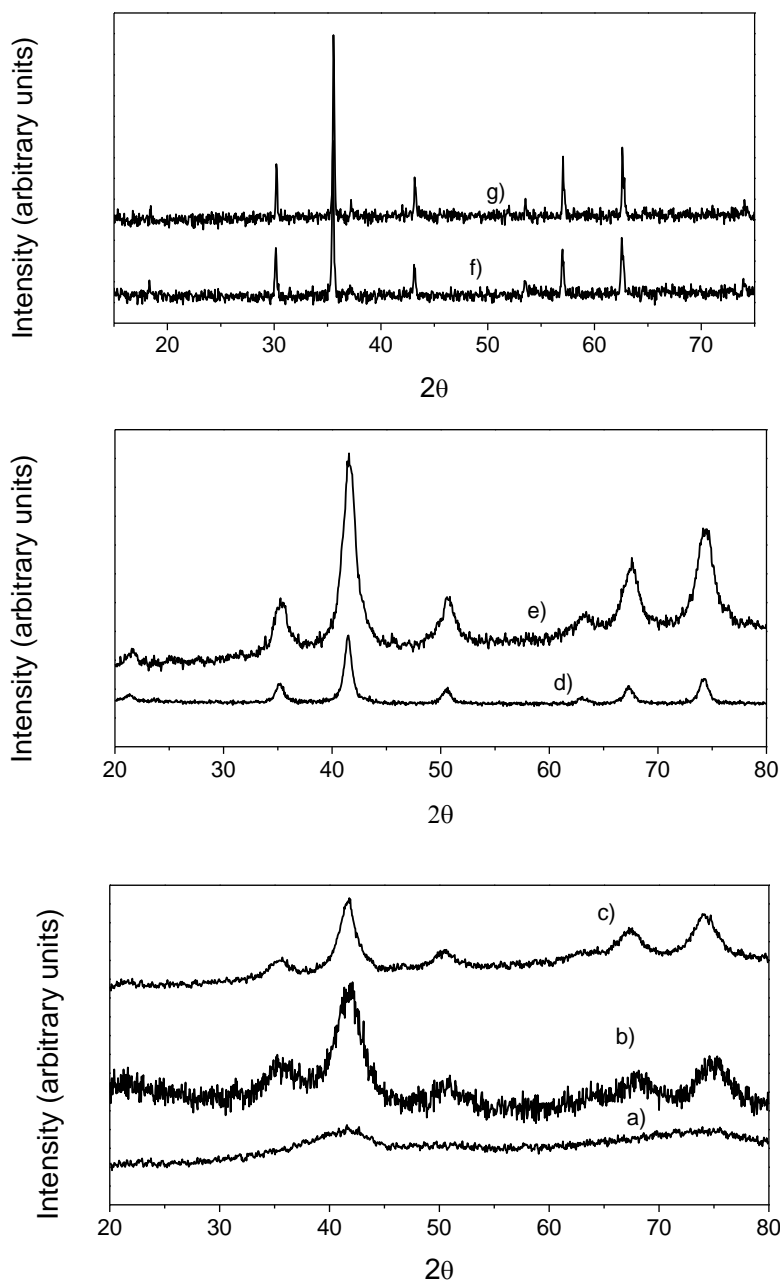 Intensity (arbitrary units)
g)
f)
20 30 40 50 60 70
2θ
Intensity (arbitrary units)
e)
d)
20 30 40 50 60 70 80
2θ
Intensity (arbitrary units)
c)
b)
a)
20 30 40 50 60 70 80
2θ